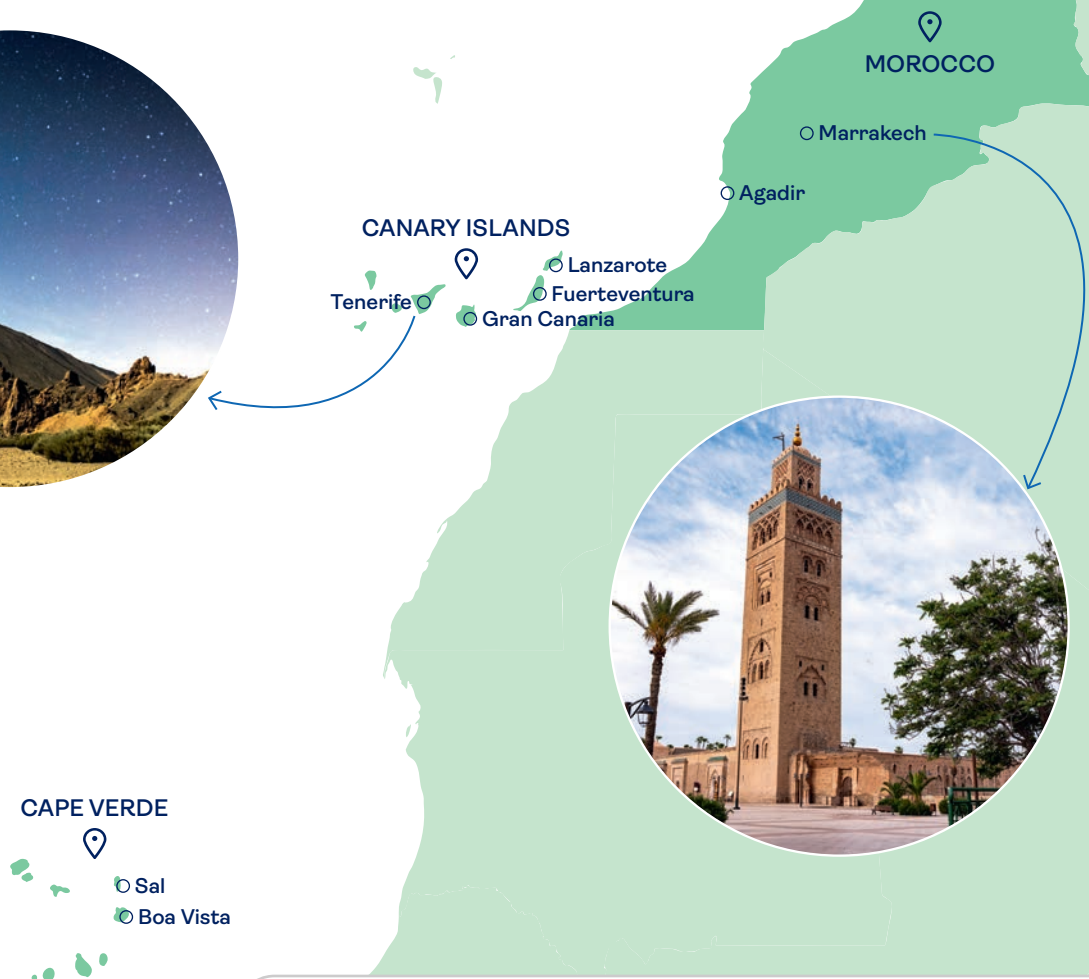 MOROCCO
Marrakech
Agadir
CANARY ISLANDS
Lanzarote
Fuerteventura
Tenerife
Gran Canaria
CAPE VERDE
Sal
Boa Vista